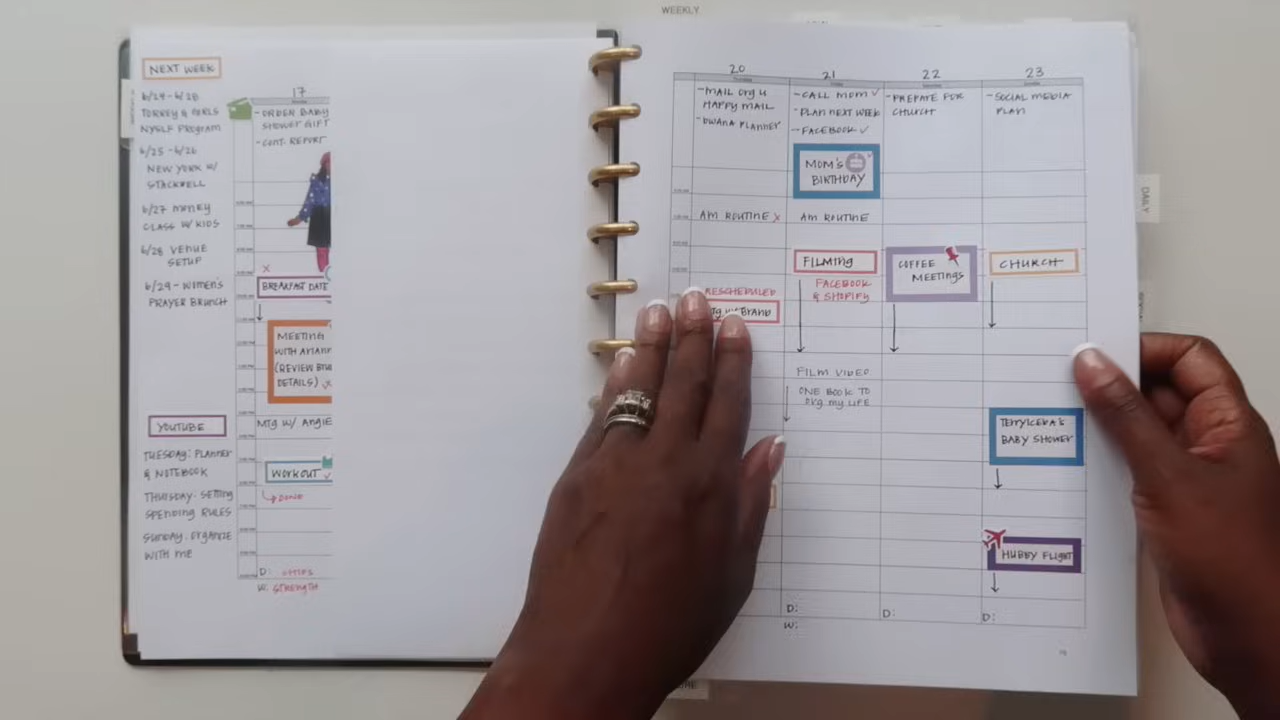 WEEKLY
NEXT WEEK
6/24 - 6/28
TORREY & PERLS
NYSLF PROGRAM
6/25 - 6/26
NEW YORK W/
STACKWELL
6/27 MONEY
CLASS W/ KIDS
6/28 VENUE
SETUP
6/29 - WOMEN'S
PRAYER BRUNCH
YOUTUBE
TUESDAY: PLANNER
& NOTEBOOK
THURSDAY: SETTING
SPENDING RULES
SUNDAY: ORGANIZE
WITH ME
17
- ORDER BABY
SHOWER GIFT
- CONT. REPORT
X
BREAKFAST DATE
MEETING
WITH
(REVIEW
DETAILS)
MTG W/ ANGIE
WORKOUT
DONE
D:
W: STRENGTH
20
- MAIL ORG U
HAPPY MAIL
PLANNER
AM ROUTINE X
RESCHEDULED
MTG W/ BRAND
21
- CALL MOM ✓
- PLAN NEXT WEEK
- FACEBOOK ✓
MOM'S
BIRTHDAY
AM ROUTINE
FILMING
FACEBOOK
& SHOPIFY
FILM VIDEO
ONE BOOK TO
ORG. MY LIFE
D:
W:
22
- PREPARE FOR
CHURCH
COFFEE
MEETINGS
D:
23
- SOCIAL MEDIA
PLAN
CHURCH
BABY SHOWER
HUBBY FLIGHT
D:
DAILY